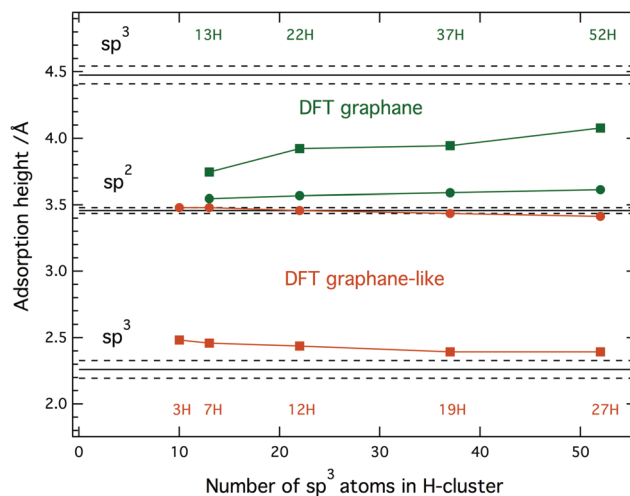 sp³
13H 22H 37H 52H
4.5
DFT graphane
4.0
sp²
3.5
3.0
DFT graphane-like
sp³
2.5
2.0
3H 7H 12H 19H 27H
0 10 20 30 40 50
Adsorption height /Å
Number of sp³ atoms in H-cluster